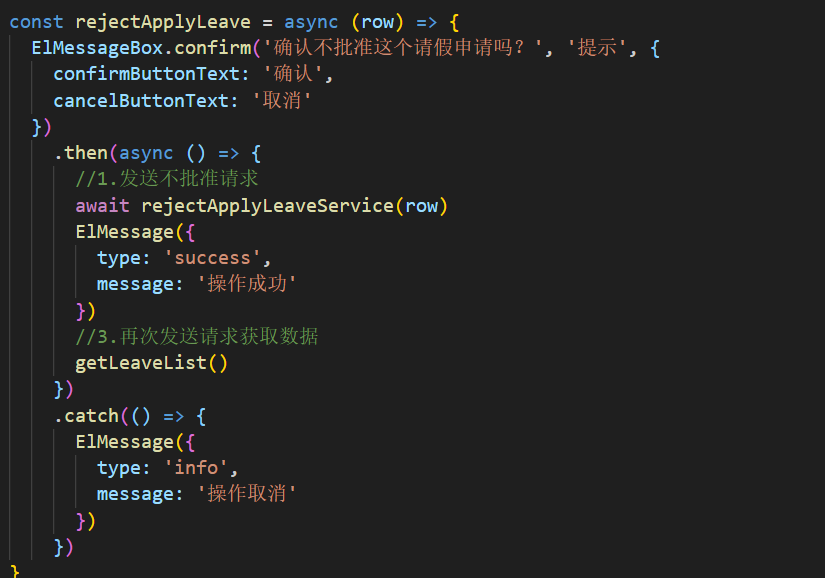 const rejectApplyLeave = async (row) => {
  ElMessageBox.confirm('确认不批准这个请假申请吗? ', '提示', {
    confirmButtonText: '确认',
    cancelButtonText: '取消'
  })
    .then(async () => {
      //1.发送不批准请求
      await rejectApplyLeaveService(row)
      ElMessage({
        type: 'success',
        message: '操作成功'
      })
      //3.再次发送请求获取数据
      getLeaveList()
    })
    .catch(() => {
      ElMessage({
        type: 'info',
        message: '操作取消'
      })
    })
}